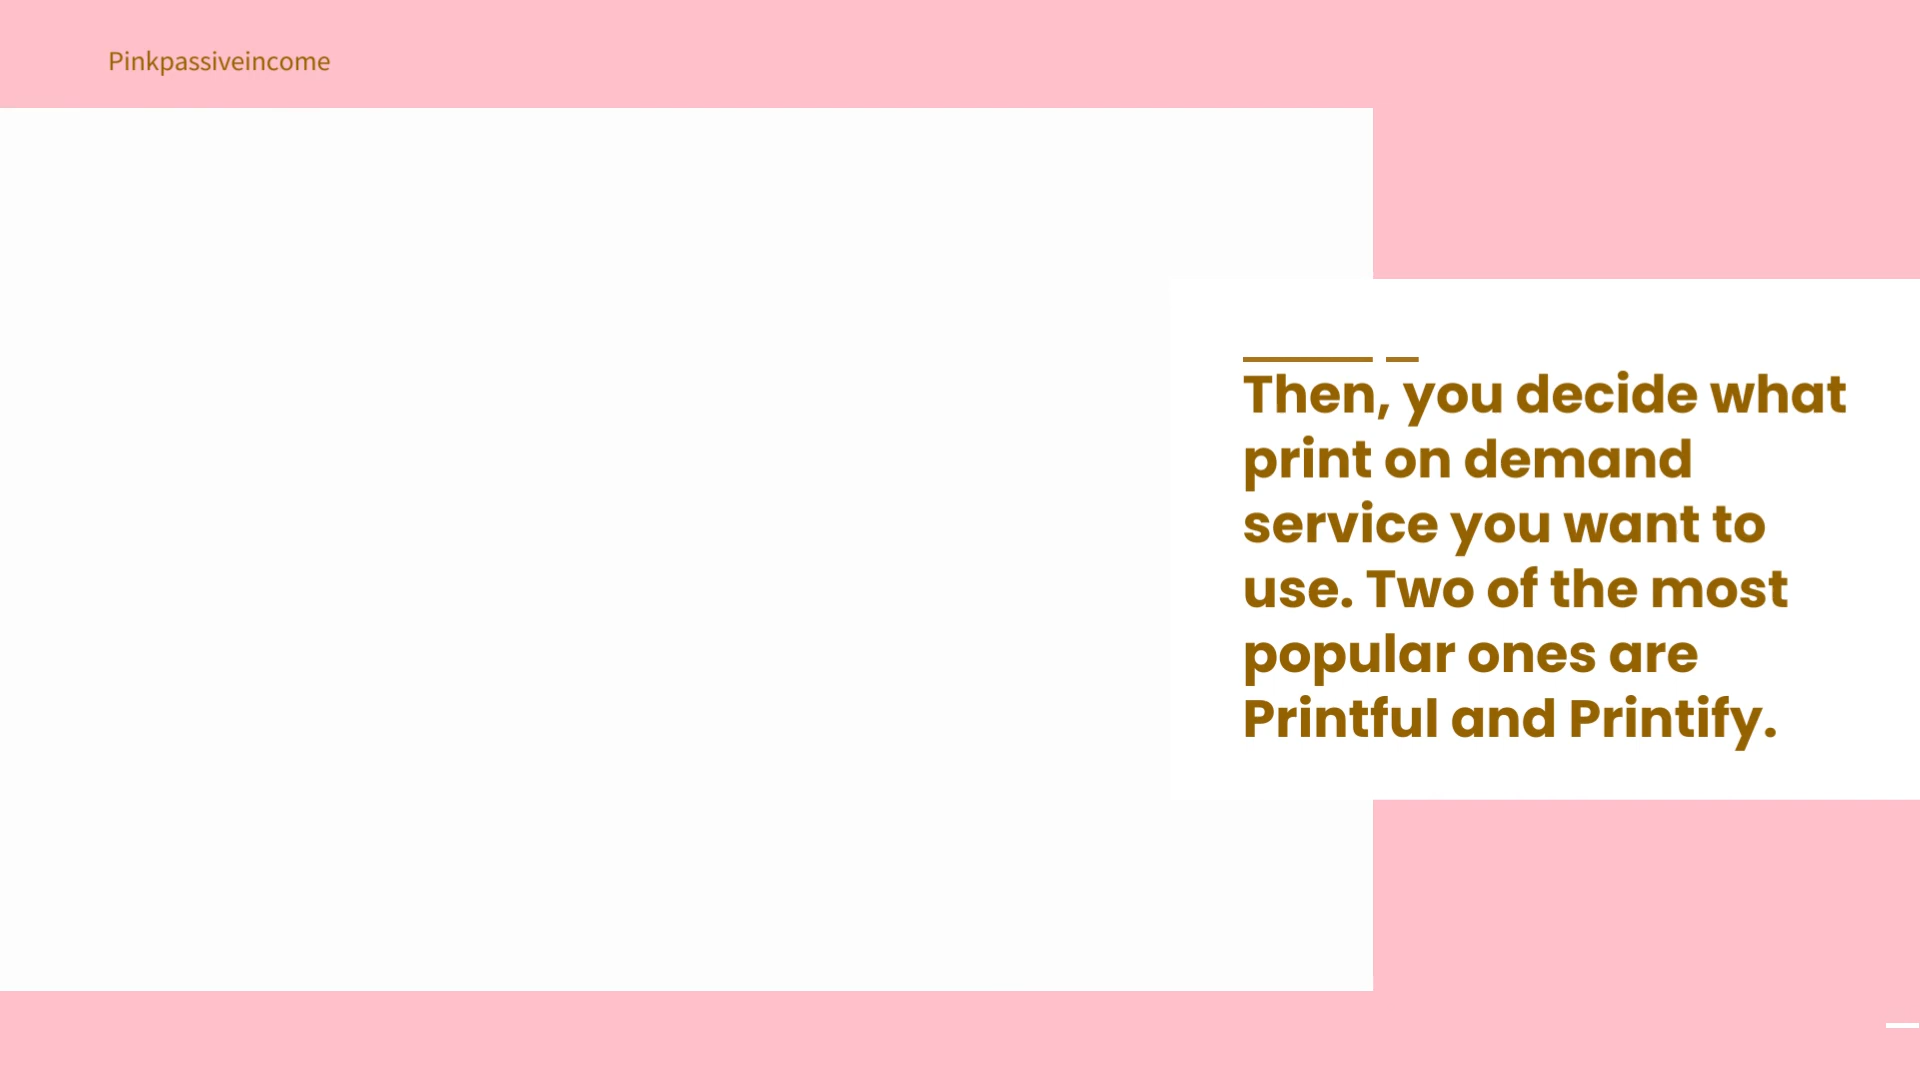 Pinkpassiveincome
Then, you decide what
print on demand
service you want to
use. Two of the most
popular ones are
Printful and Printify.